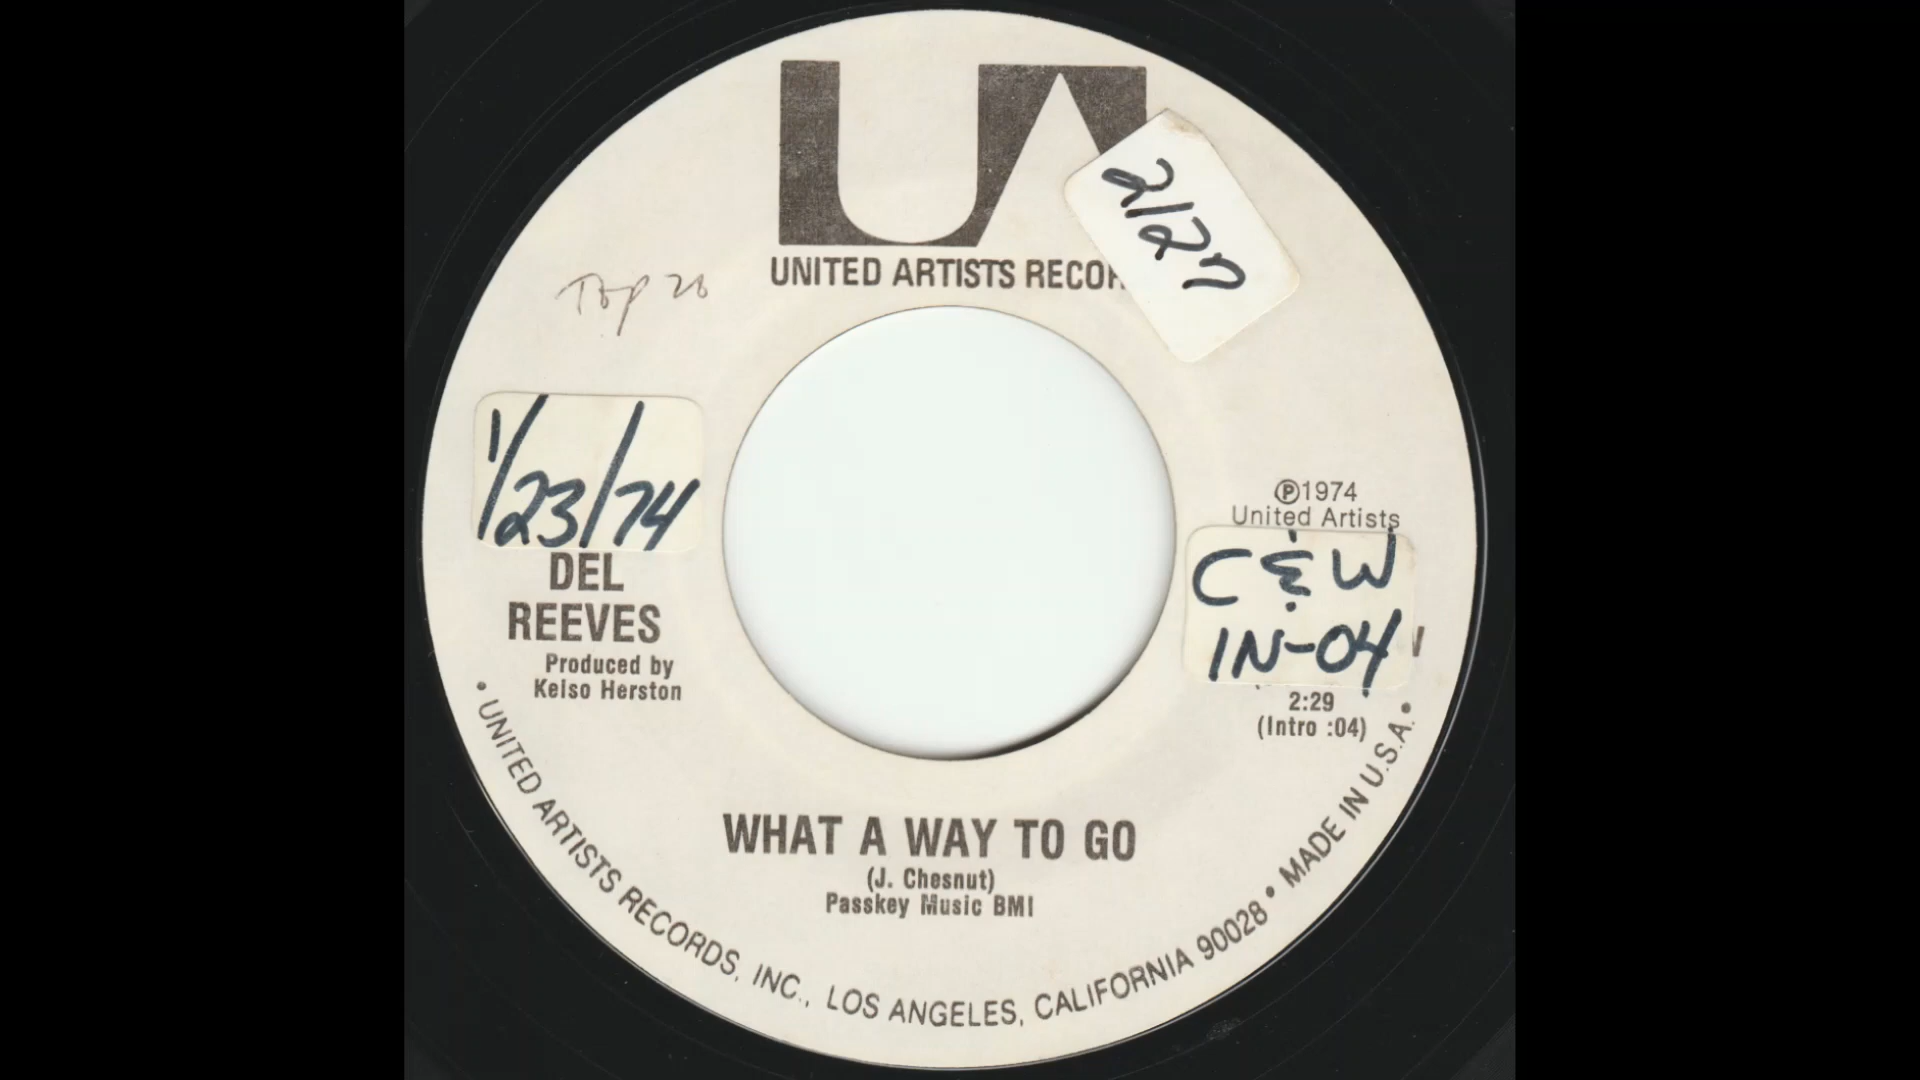 UA
UNITED ARTISTS RECOR
2/27
Top 20
1/23/74
DEL
REEVES
Produced by
Kelso Herston
℗1974
United Artists
C&W
IN-04
2:29
(Intro :04)
WHAT A WAY TO GO
(J. Chesnut)
Passkey Music BMI
• UNITED ARTISTS RECORDS, INC., LOS ANGELES, CALIFORNIA 90028 • MADE IN U.S.A. •